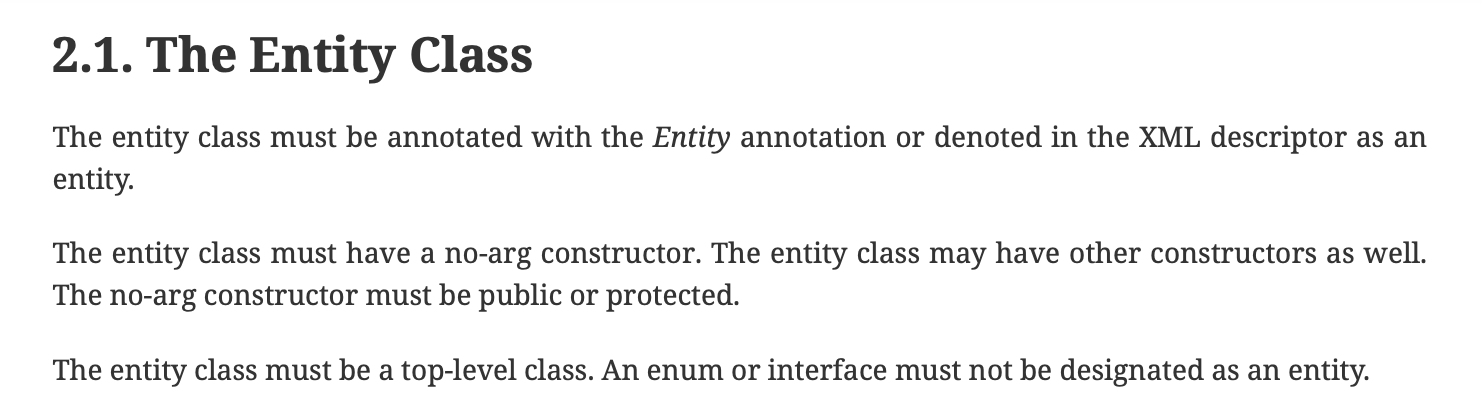 2.1. The Entity Class
The entity class must be annotated with the Entity annotation or denoted in the XML descriptor as an
entity.
The entity class must have a no-arg constructor. The entity class may have other constructors as well.
The no-arg constructor must be public or protected.
The entity class must be a top-level class. An enum or interface must not be designated as an entity.